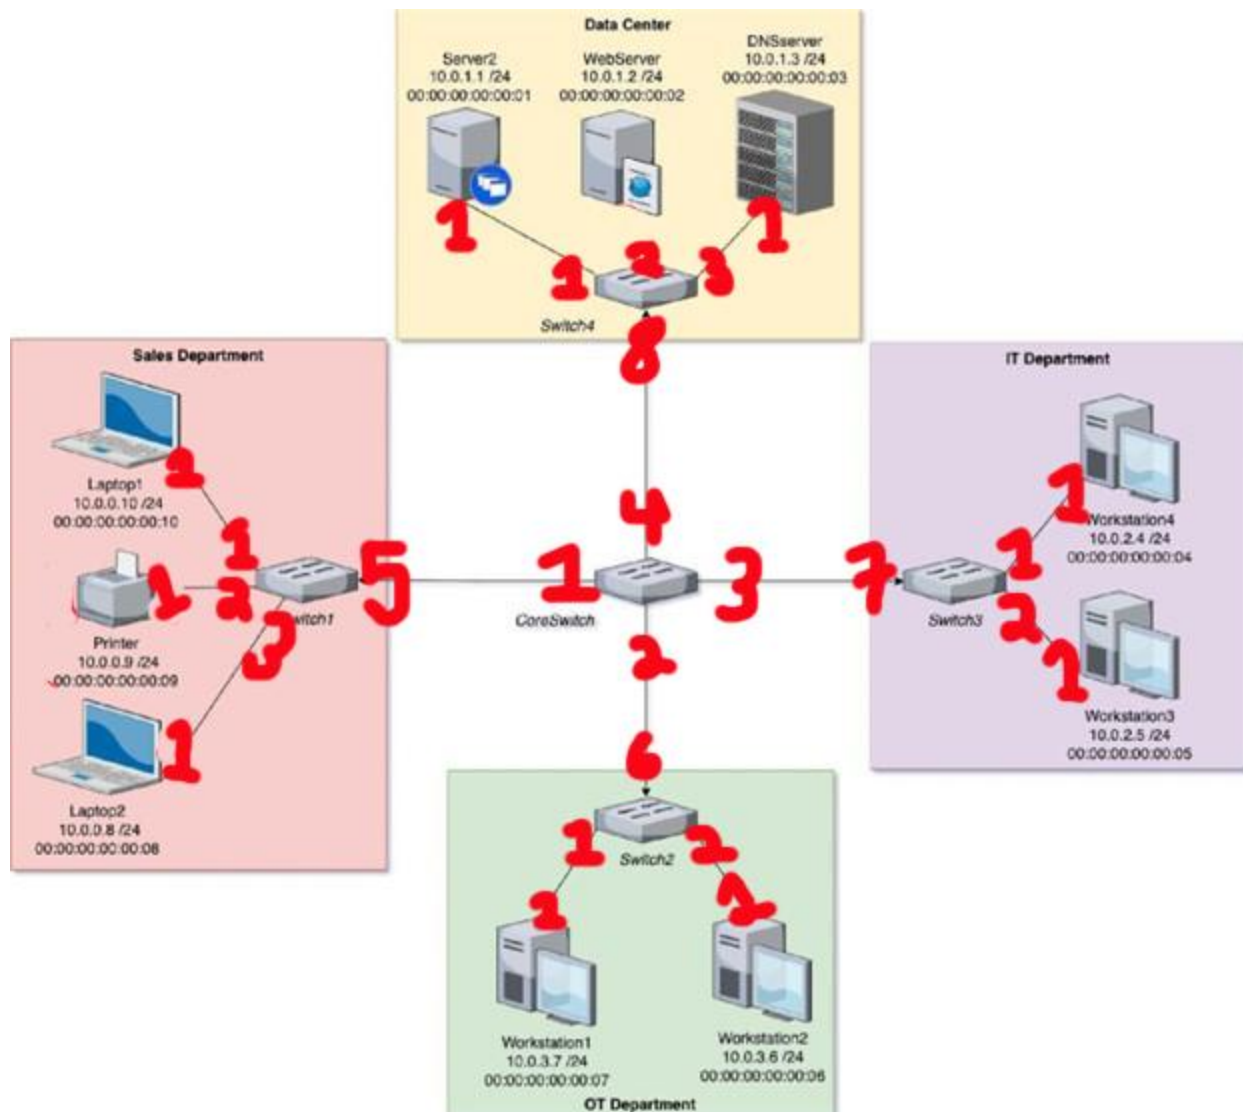 Data Center
Server2
10.0.1.1 /24
00:00:00:00:00:01
WebServer
10.0.1.2 /24
00:00:00:00:00:02
DNSserver
10.0.1.3 /24
00:00:00:00:00:03
1
1
2
3
1
Switch4
8
Sales Department
Laptop1
10.0.0.10 /24
00:00:00:00:00:10
1
1
Printer
10.0.0.9 /24
00:00:00:00:00:09
1
2
witch1
3
Laptop2
10.0.0.8 /24
00:00:00:00:00:08
1
5
1
4
3
2
CoreSwitch
7
IT Department
1
Workstation4
10.0.2.4 /24
00:00:00:00:00:04
1
Switch3
2
1
Workstation3
10.0.2.5 /24
00:00:00:00:00:05
6
1
Switch2
1
Workstation1
10.0.3.7 /24
00:00:00:00:00:07
Workstation2
10.0.3.6 /24
00:00:00:00:00:06
OT Department